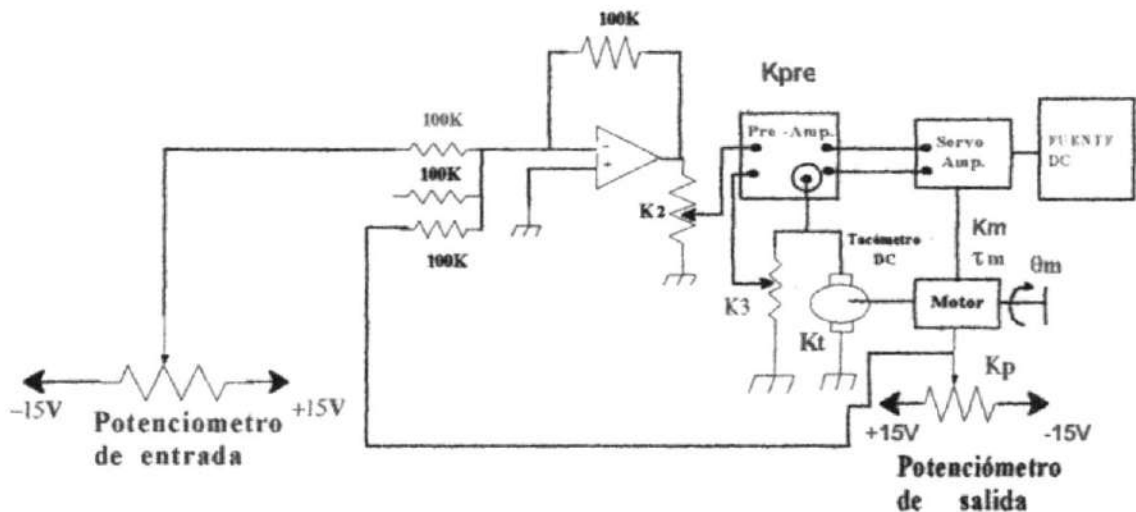 100K
Kpre
100K
100K
100K
K2
Pre -Amp.
Servo
Amp.
FUENTE
DC
Km
τm
Tacómetro
DC
θm
Motor
K3
Kt
Kp
–15V
+15V
Potenciometro
de entrada
+15V
-15V
Potenciómetro
de salida